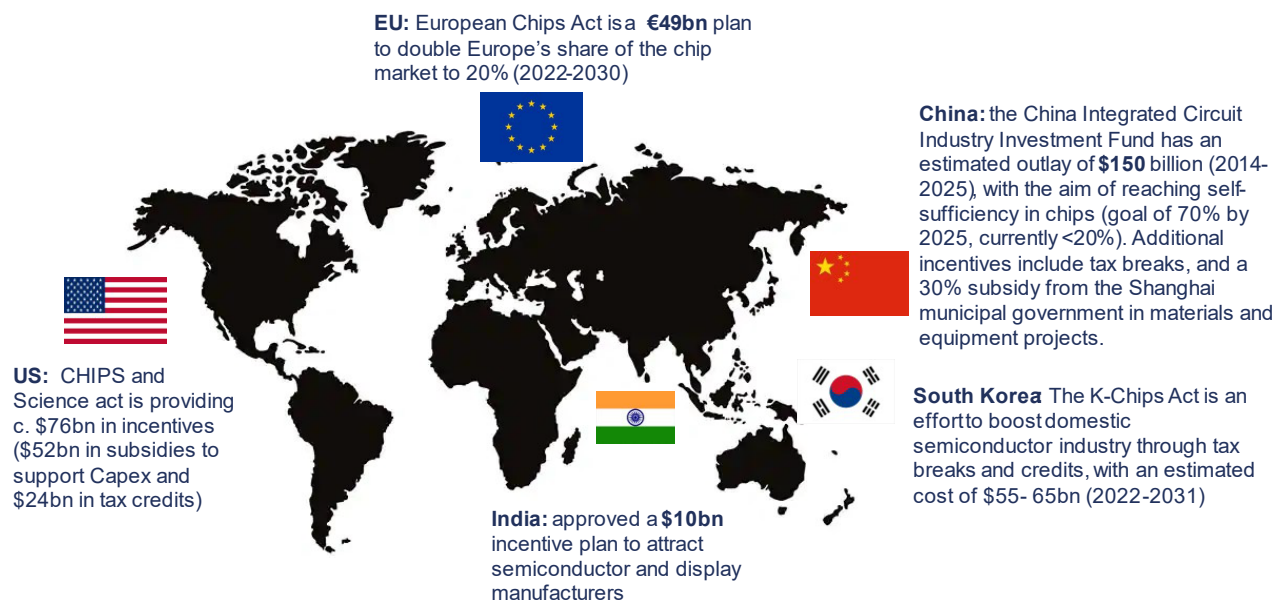 EU: European Chips Act is a €49bn plan
to double Europe's share of the chip
market to 20% (2022-2030)
China: the China Integrated Circuit
Industry Investment Fund has an
estimated outlay of $150 billion (2014-
2025), with the aim of reaching self-
sufficiency in chips (goal of 70% by
2025, currently <20%). Additional
incentives include tax breaks, and a
30% subsidy from the Shanghai
municipal government in materials and
equipment projects.
US: CHIPS and
Science act is providing
c. $76bn in incentives
($52bn in subsidies to
support Capex and
$24bn in tax credits)
South Korea: The K-Chips Act is an
effort to boost domestic
semiconductor industry through tax
breaks and credits, with an estimated
cost of $55- 65bn (2022-2031)
India: approved a $10bn
incentive plan to attract
semiconductor and display
manufacturers